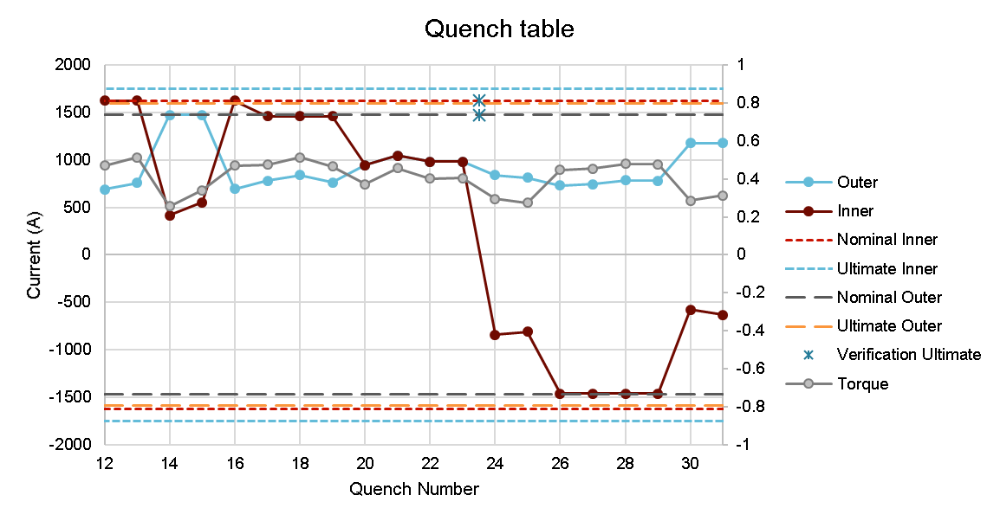 Quench table
2000
1500
1000
500
0
-500
-1000
-1500
-2000
Current (A)
1
0.8
0.6
0.4
0.2
0
-0.2
-0.4
-0.6
-0.8
-1
12 14 16 18 20 22 24 26 28 30
Quench Number
Outer
Inner
Nominal Inner
Ultimate Inner
Nominal Outer
Ultimate Outer
Verification Ultimate
Torque